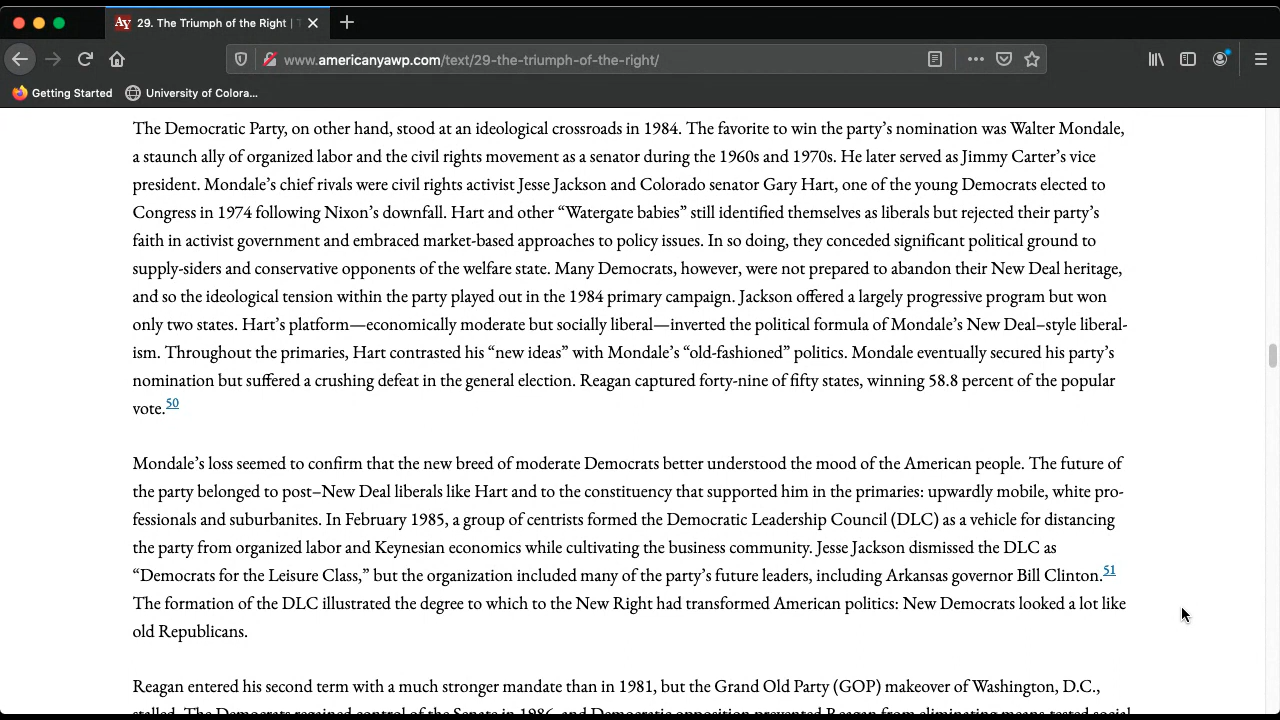 29. The Triumph of the Right |
www.americanyawp.com/text/29-the-triumph-of-the-right/
Getting Started
University of Colora...
The Democratic Party, on other hand, stood at an ideological crossroads in 1984. The favorite to win the party’s nomination was Walter Mondale,
a staunch ally of organized labor and the civil rights movement as a senator during the 1960s and 1970s. He later served as Jimmy Carter’s vice
president. Mondale’s chief rivals were civil rights activist Jesse Jackson and Colorado senator Gary Hart, one of the young Democrats elected to
Congress in 1974 following Nixon’s downfall. Hart and other “Watergate babies” still identified themselves as liberals but rejected their party’s
faith in activist government and embraced market-based approaches to policy issues. In so doing, they conceded significant political ground to
supply-siders and conservative opponents of the welfare state. Many Democrats, however, were not prepared to abandon their New Deal heritage,
and so the ideological tension within the party played out in the 1984 primary campaign. Jackson offered a largely progressive program but won
only two states. Hart’s platform—economically moderate but socially liberal—inverted the political formula of Mondale’s New Deal–style liberal-
ism. Throughout the primaries, Hart contrasted his “new ideas” with Mondale’s “old-fashioned” politics. Mondale eventually secured his party’s
nomination but suffered a crushing defeat in the general election. Reagan captured forty-nine of fifty states, winning 58.8 percent of the popular
vote.50
Mondale’s loss seemed to confirm that the new breed of moderate Democrats better understood the mood of the American people. The future of
the party belonged to post–New Deal liberals like Hart and to the constituency that supported him in the primaries: upwardly mobile, white pro-
fessionals and suburbanites. In February 1985, a group of centrists formed the Democratic Leadership Council (DLC) as a vehicle for distancing
the party from organized labor and Keynesian economics while cultivating the business community. Jesse Jackson dismissed the DLC as
“Democrats for the Leisure Class,” but the organization included many of the party’s future leaders, including Arkansas governor Bill Clinton.51
The formation of the DLC illustrated the degree to which to the New Right had transformed American politics: New Democrats looked a lot like
old Republicans.
Reagan entered his second term with a much stronger mandate than in 1981, but the Grand Old Party (GOP) makeover of Washington, D.C.,
stalled. The Democrats regained control of the Senate in 1986, and Democratic opposition prevented Reagan from eliminating means-tested social